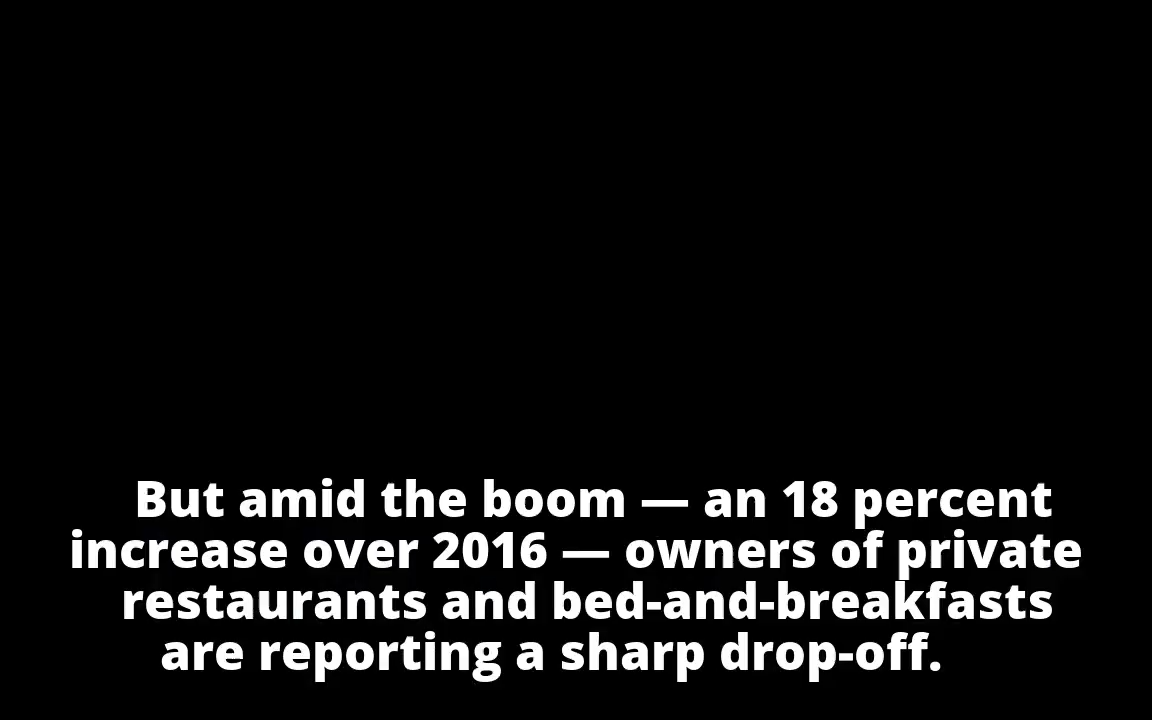 But amid the boom — an 18 percent
increase over 2016 — owners of private
restaurants and bed-and-breakfasts
are reporting a sharp drop-off.